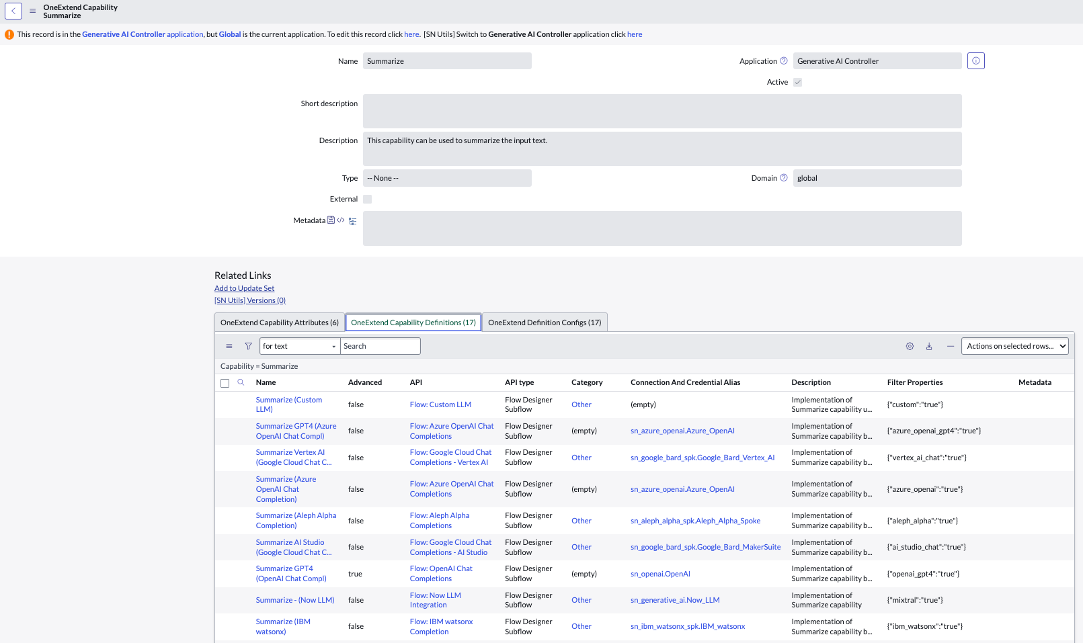 OneExtend Capability
Summarize
This record is in the Generative AI Controller application, but Global is the current application. To edit this record click here. [SN Utils] Switch to Generative AI Controller application click here
Name
Summarize
Application
Generative AI Controller
Active
Short description
Description
This capability can be used to summarize the input text.
Type
-- None --
Domain
global
External
Metadata
Related Links
Add to Update Set
[SN Utils] Versions (0)
OneExtend Capability Attributes (6)
OneExtend Capability Definitions (17)
OneExtend Definition Configs (17)
for text
Search
Actions on selected rows...
Capability = Summarize
Name Advanced API API type Category Connection And Credential Alias Description Filter Properties Metadata
Summarize (Custom
LLM)
false
Flow: Custom LLM
Flow Designer
Subflow
Other
(empty)
Implementation of
Summarize capability u...
{"custom":"true"}
Summarize GPT4 (Azure
OpenAI Chat Compl)
false
Flow: Azure OpenAI Chat
Completions
Flow Designer
Subflow
(empty)
sn_azure_openai.Azure_OpenAI
Implementation of
Summarize capability b...
{"azure_openai_gpt4":"true"}
Summarize Vertex AI
(Google Cloud Chat C...
false
Flow: Google Cloud Chat
Completions - Vertex AI
Flow Designer
Subflow
Other
sn_google_bard_spk.Google_Bard_Vertex_AI
Implementation of
Summarize capability b...
{"vertex_ai_chat":"true"}
Summarize (Azure
OpenAI Chat
Completion)
false
Flow: Azure OpenAI Chat
Completions
Flow Designer
Subflow
(empty)
sn_azure_openai.Azure_OpenAI
Implementation of
Summarize capability b...
{"azure_openai":"true"}
Summarize (Aleph Alpha
Completion)
false
Flow: Aleph Alpha
Completions
Flow Designer
Subflow
Other
sn_aleph_alpha_spk.Aleph_Alpha_Spoke
Implementation of
Summarize capability b...
{"aleph_alpha":"true"}
Summarize AI Studio
(Google Cloud Chat C...
false
Flow: Google Cloud Chat
Completions - AI Studio
Flow Designer
Subflow
Other
sn_google_bard_spk.Google_Bard_MakerSuite
Implementation of
Summarize capability b...
{"ai_studio_chat":"true"}
Summarize GPT4
(OpenAI Chat Compl)
true
Flow: OpenAI Chat
Completions
Flow Designer
Subflow
(empty)
sn_openai.OpenAI
Implementation of
Summarize capability b...
{"openai_gpt4":"true"}
Summarize - (Now LLM)
false
Flow: Now LLM
Integration
Flow Designer
Subflow
Other
sn_generative_ai.Now_LLM
Implementation of
Summarize capability
{"mixtral":"true"}
Summarize (IBM
watsonx)
false
Flow: IBM watsonx
Completion
Flow Designer
Subflow
Other
sn_ibm_watsonx_spk.IBM_watsonx
Implementation of
Summarize capability b...
{"ibm_watsonx":"true"}